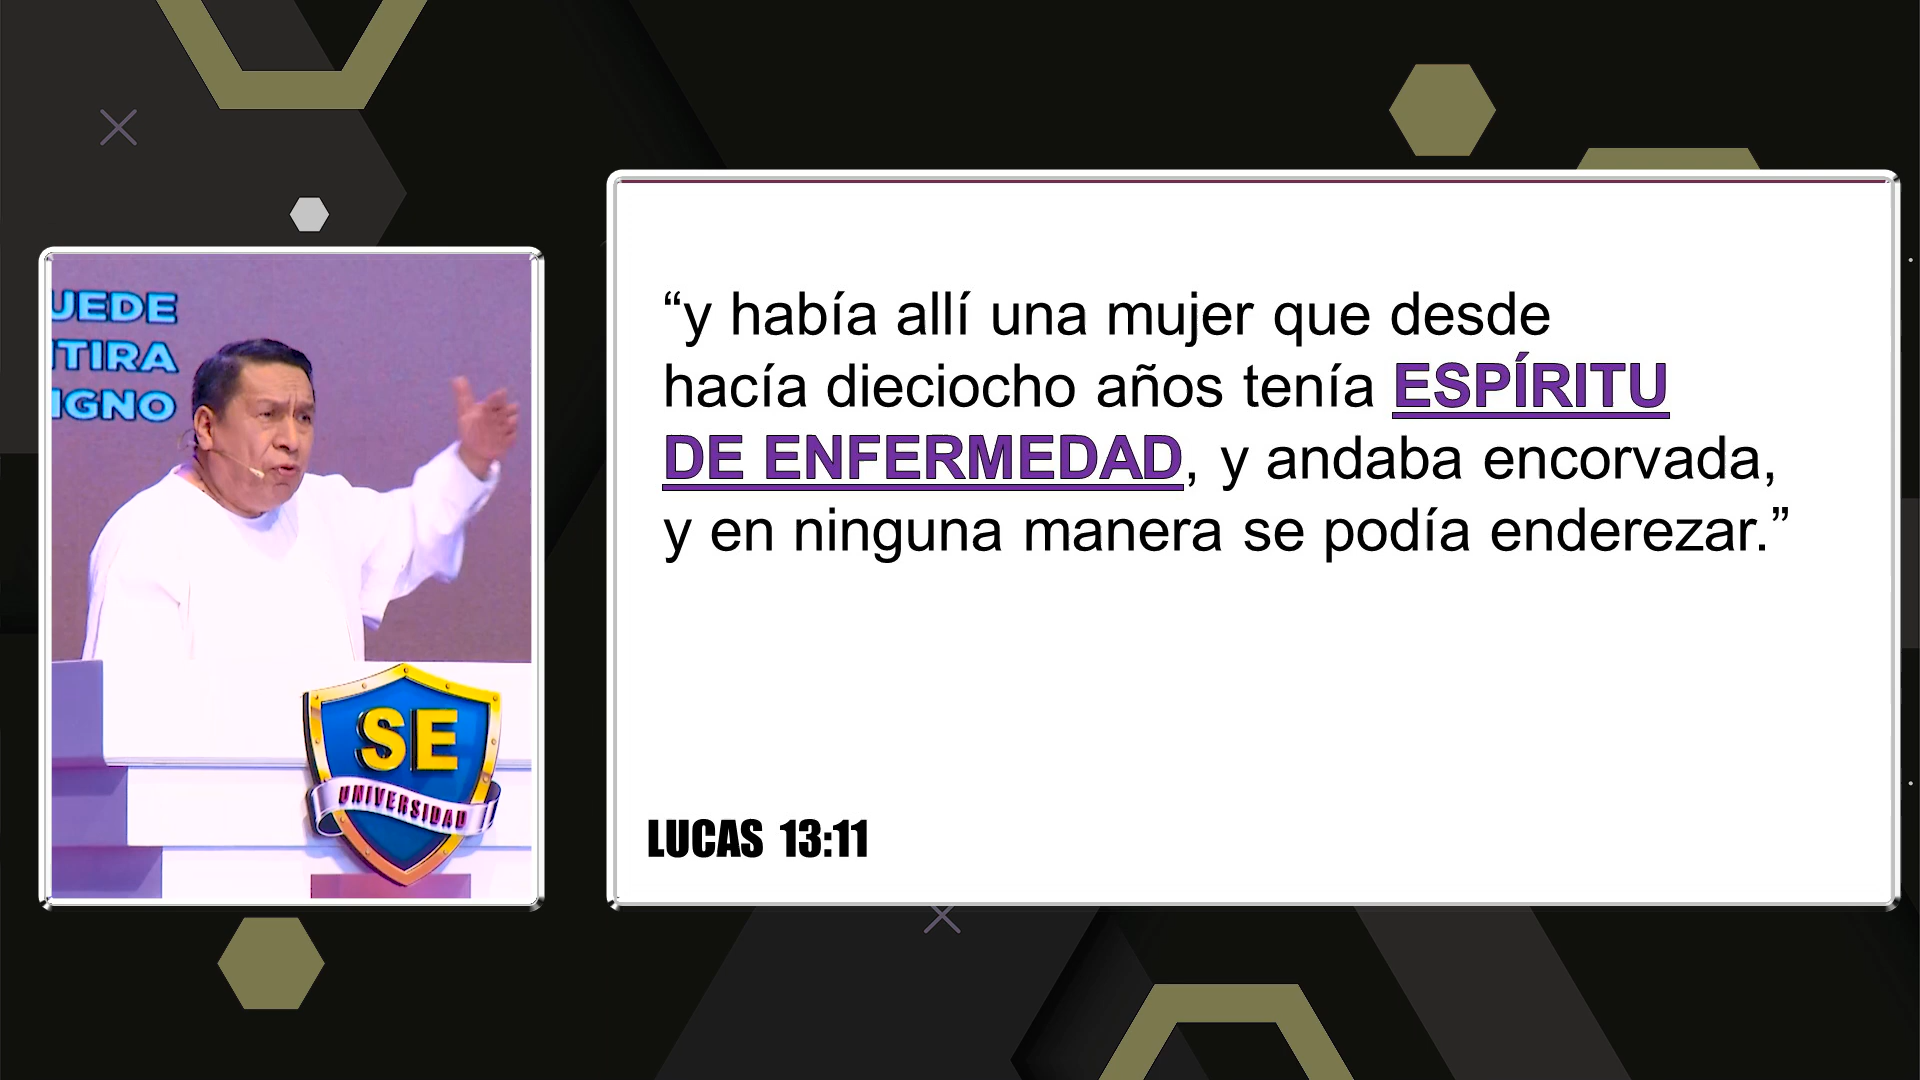 UEDE
TIRA
IGNO
SE
UNIVERSIDAD
“y había allí una mujer que desde
hacía dieciocho años tenía ESPÍRITU
DE ENFERMEDAD, y andaba encorvada,
y en ninguna manera se podía enderezar.”
LUCAS 13:11